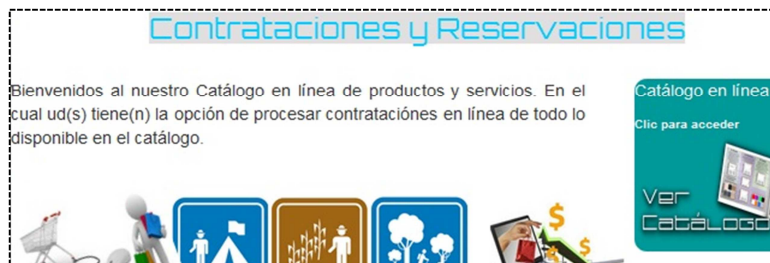 Contrataciones y Reservaciones
Bienvenidos al nuestro Catálogo en línea de productos y servicios. En el
cual ud(s) tiene(n) la opción de procesar contrataciónes en línea de todo lo
disponible en el catálogo.
Catálogo en línea
Clic para acceder
Ver
Catálogo
$
$